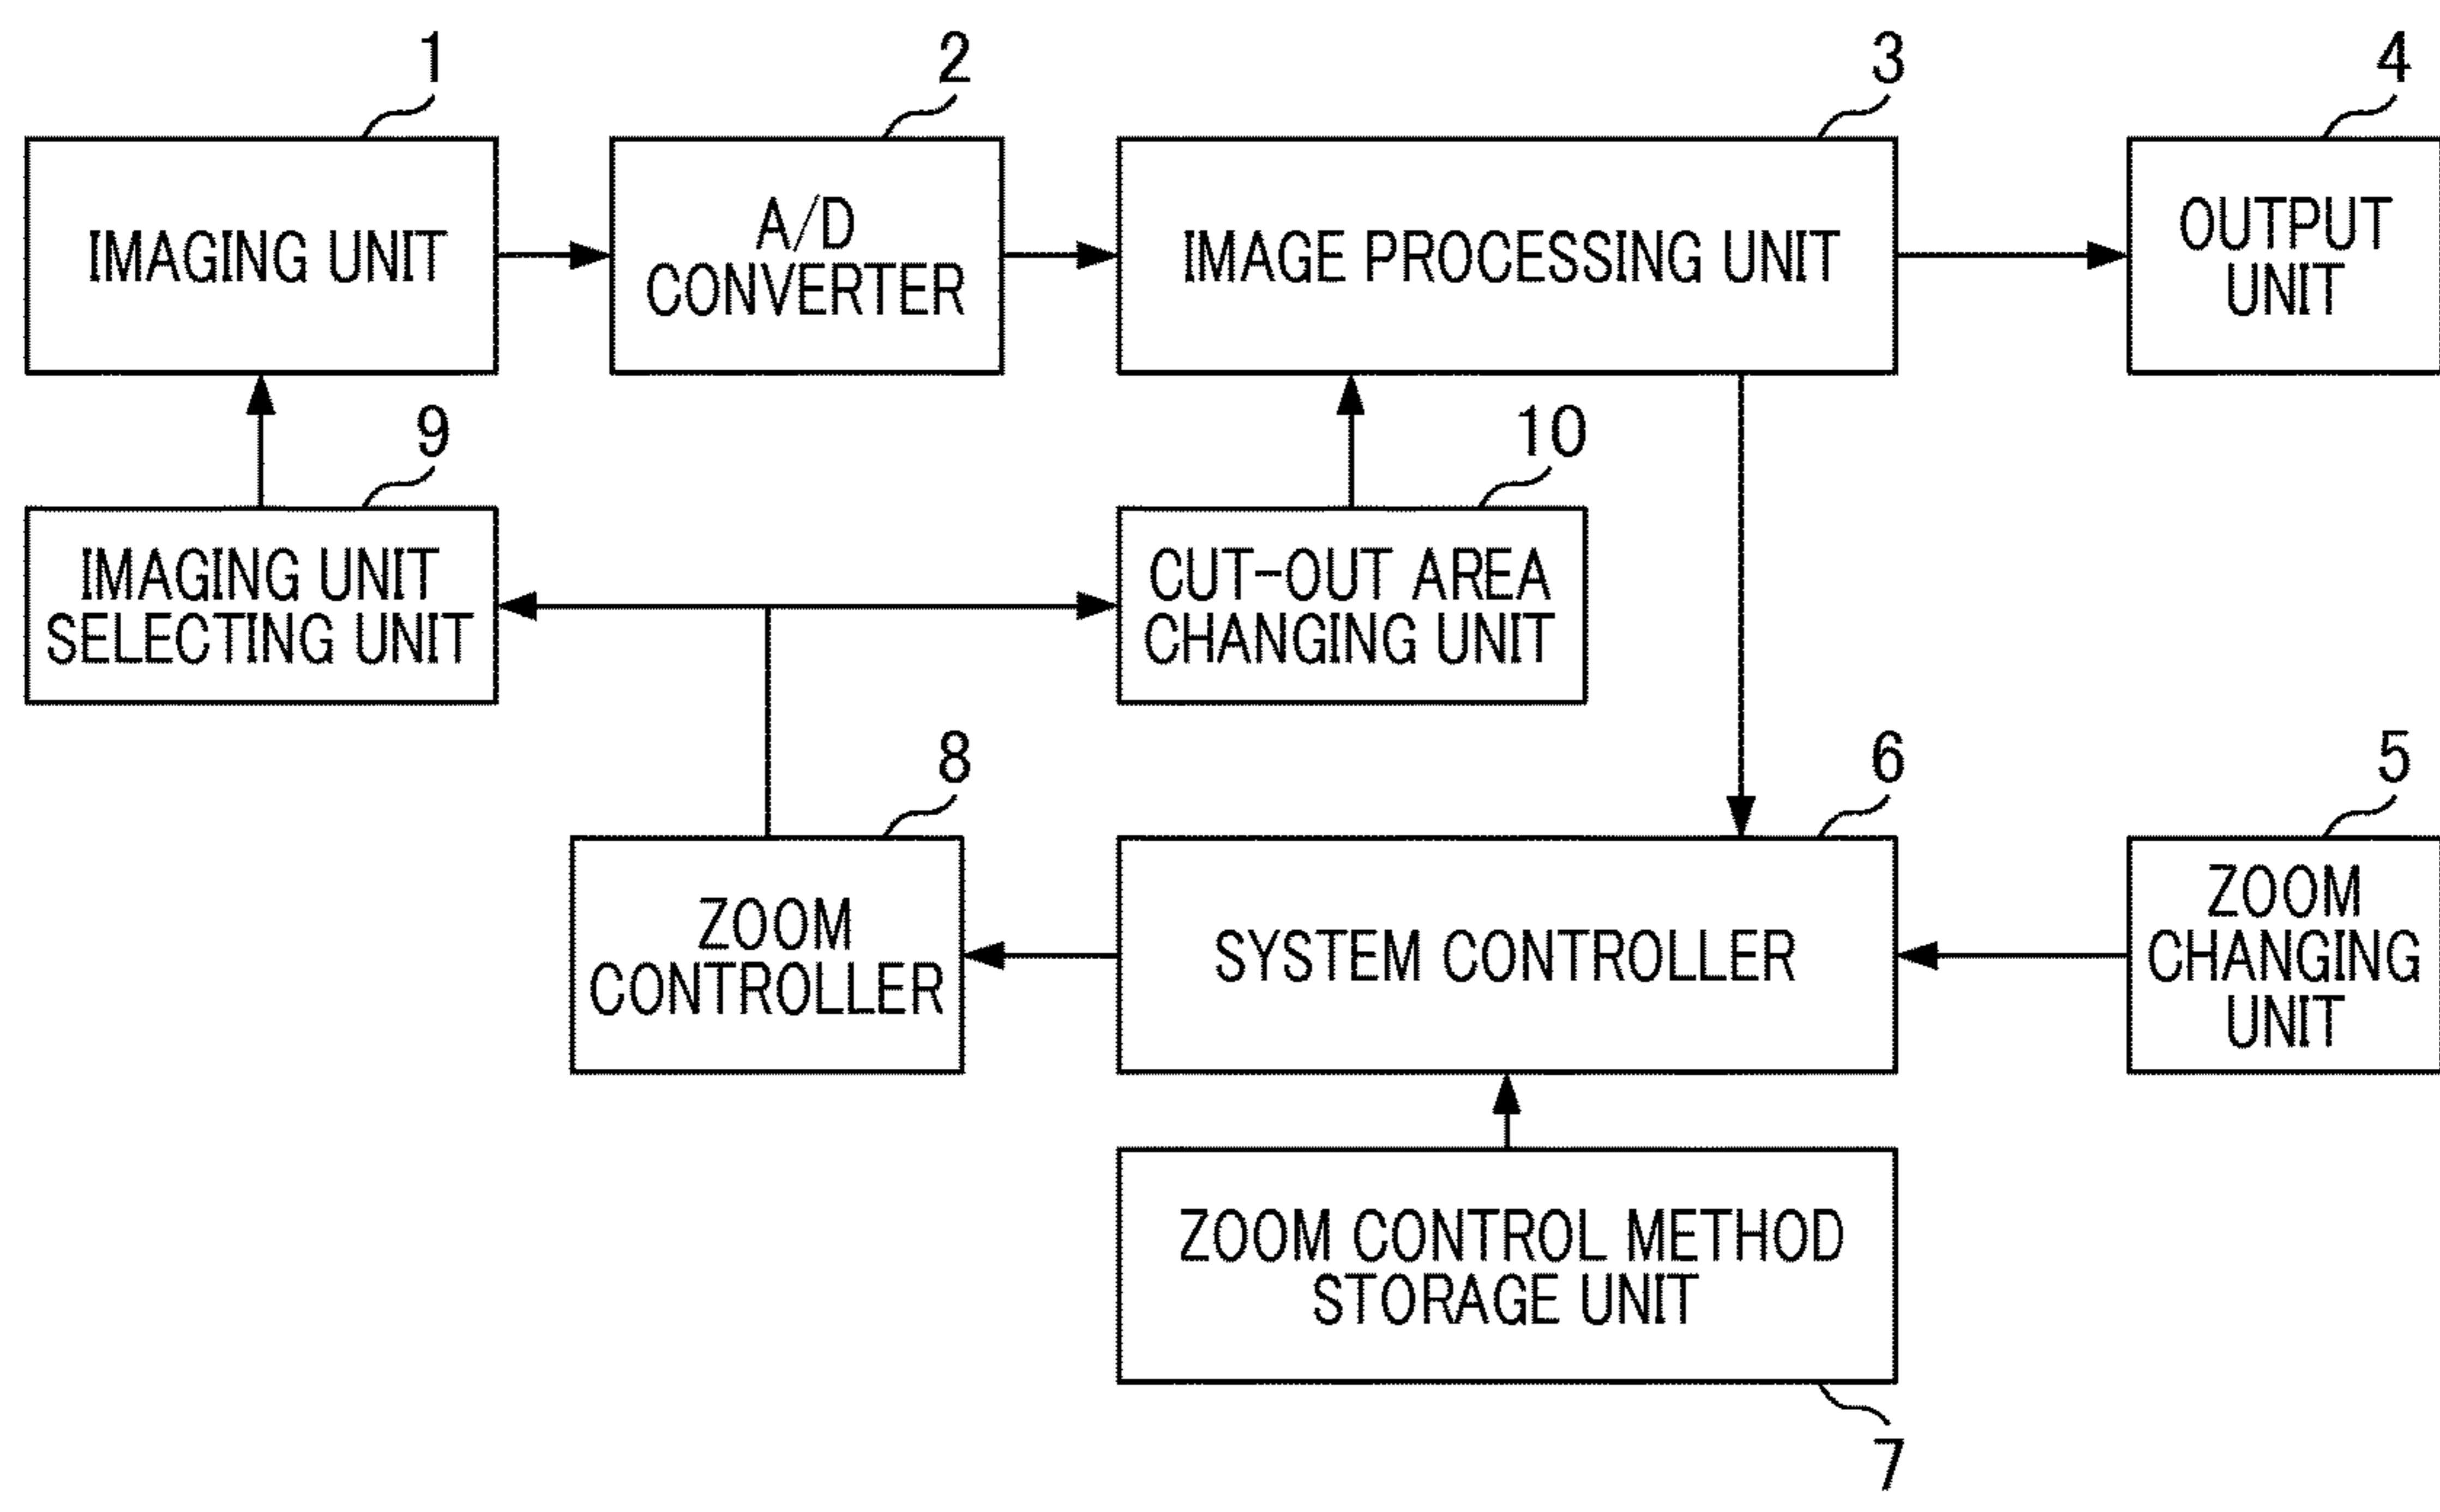 1
2
3
4
IMAGING UNIT
A/D
CONVERTER
IMAGE PROCESSING UNIT
OUTPUT
UNIT
9
10
IMAGING UNIT
SELECTING UNIT
CUT-OUT AREA
CHANGING UNIT
8
6
5
ZOOM
CONTROLLER
SYSTEM CONTROLLER
ZOOM
CHANGING
UNIT
ZOOM CONTROL METHOD
STORAGE UNIT
7